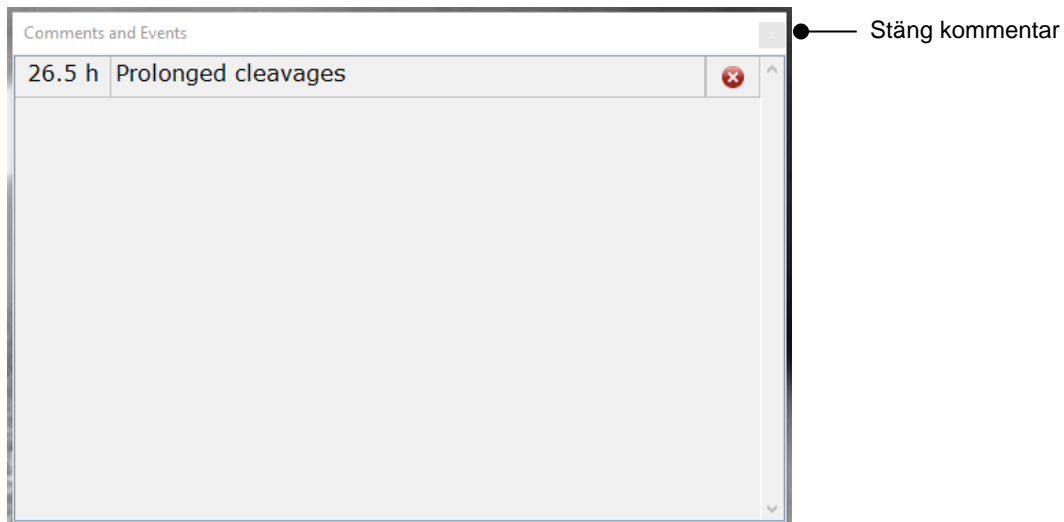 Comments and Events
x
Stäng kommentar
26.5 h Prolonged cleavages